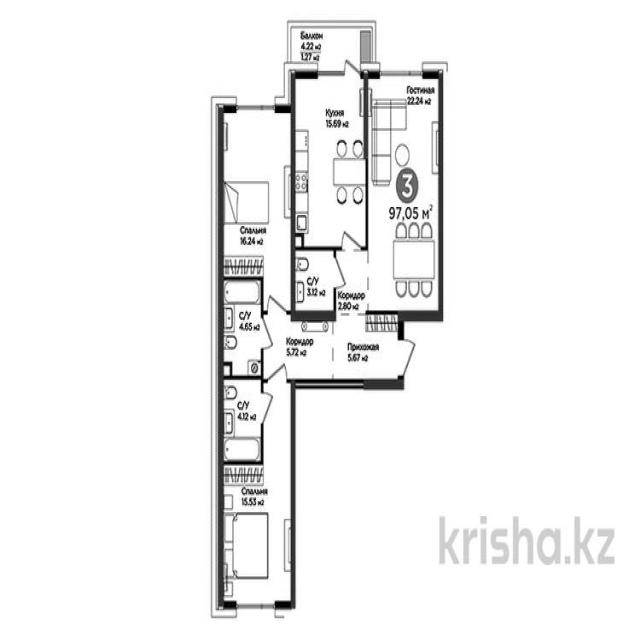 Балкон
4.22 м2
1.27 м2
Гостиная
22.24 м2
Кухня
15.69 м2
3
97,05 м2
Спальня
16.24 м2
С/У
3.12 м2
Коридор
2.80 м2
С/У
4.65 м2
Коридор
5.72 м2
Прихожая
5.67 м2
С/У
4.12 м2
Спальня
15.53 м2
krisha.kz